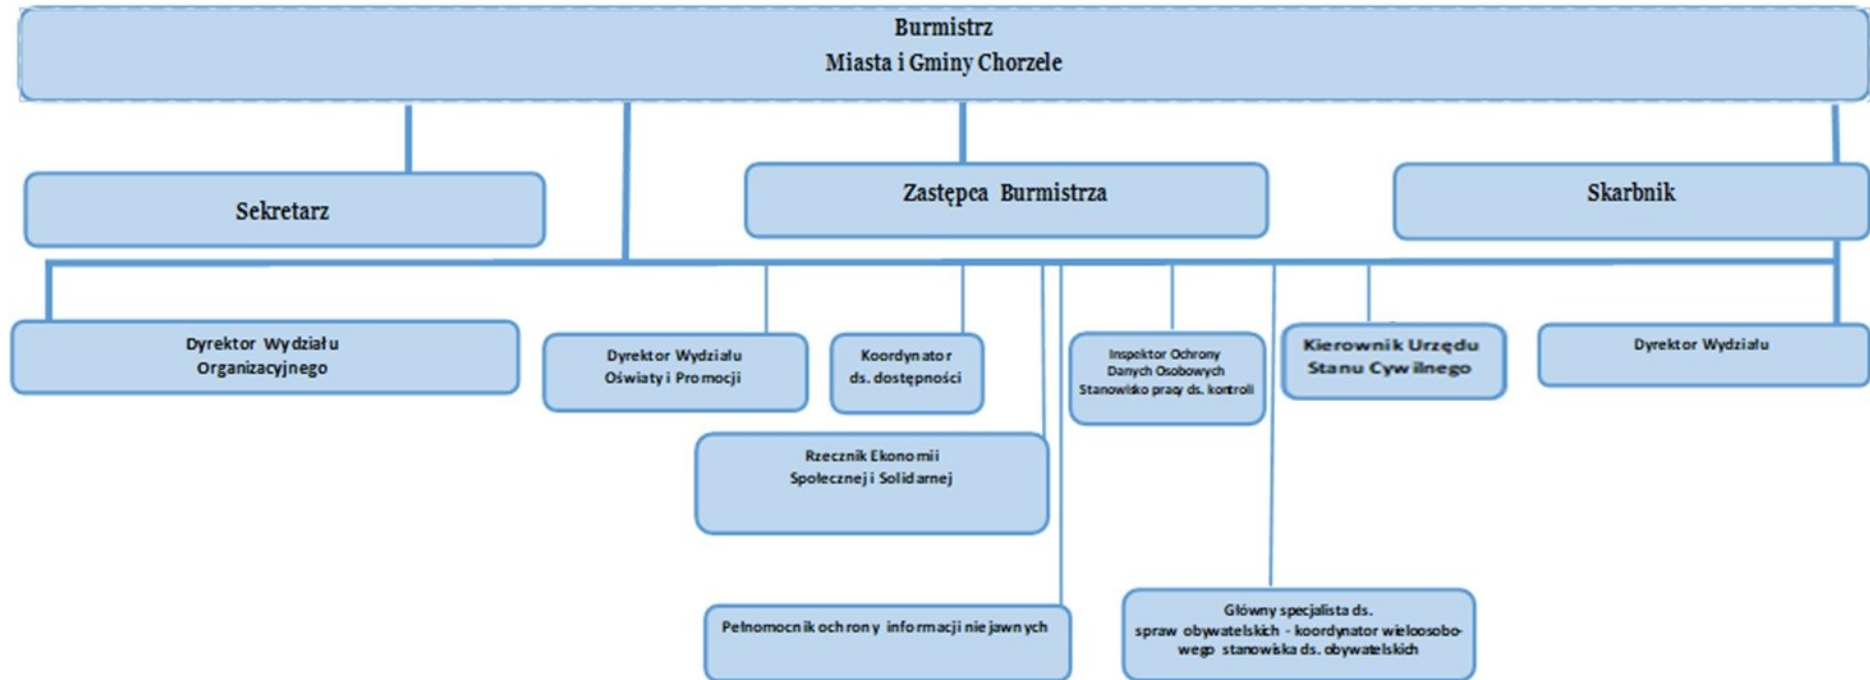 Burmistrz
Miasta i Gminy Chorzele
Sekretarz
Zastępca Burmistrza
Skarbnik
Dyrektor Wydziału
Organizacyjnego
Dyrektor Wydziału
Oświaty i Promocji
Koordynator
ds. dostępności
Inspektor Ochrony
Danych Osobowych
Stanowisko pracy ds. kontroli
Kierownik Urzędu
Stanu Cywilnego
Dyrektor Wydziału
Rzecznik Ekonomii
Społecznej i Solidarnej
Pełnomocnik ochrony informacji niejawnych
Główny specjalista ds.
spraw obywatelskich - koordynator wieloosobo-
wego stanowiska ds. obywatelskich